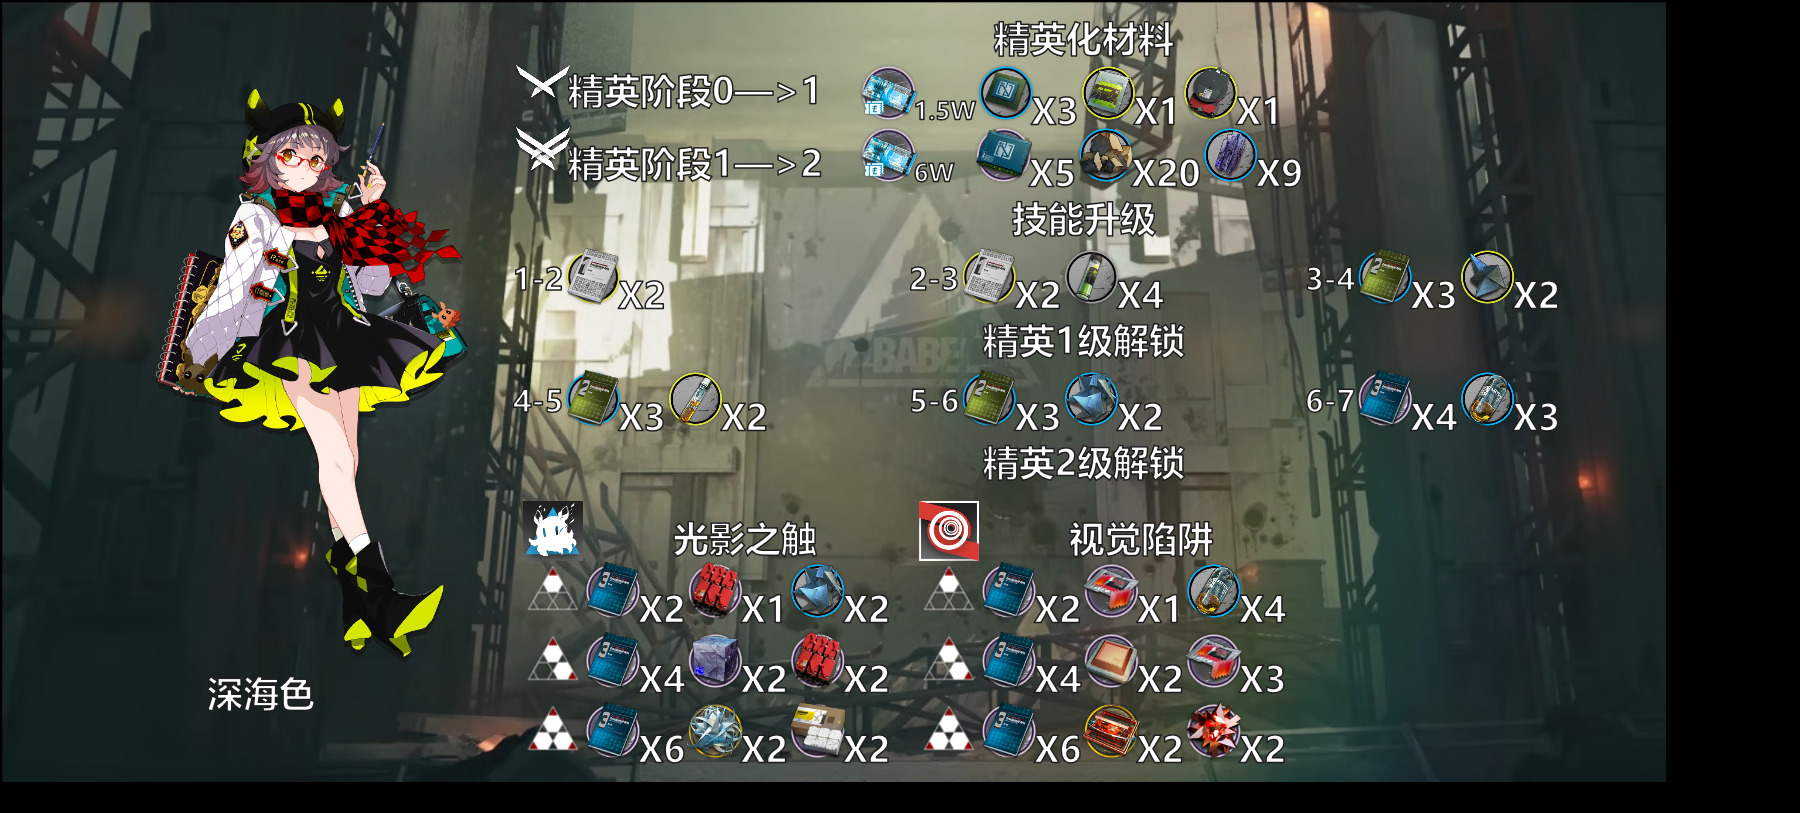 精英化材料
精英阶段0—>1 1.5W X3 X1 X1
精英阶段1—>2 6W X5 X20 X9
技能升级
1-2 X2 2-3 X2 X4 3-4 X3 X2
BABEL
精英1级解锁
4-5 X3 X2 5-6 X3 X2 6-7 X4 X3
精英2级解锁
光影之触 视觉陷阱
X2 X1 X2 X2 X1 X4
X4 X2 X2 X4 X2 X3
深海色
X6 X2 X2 X6 X2 X2